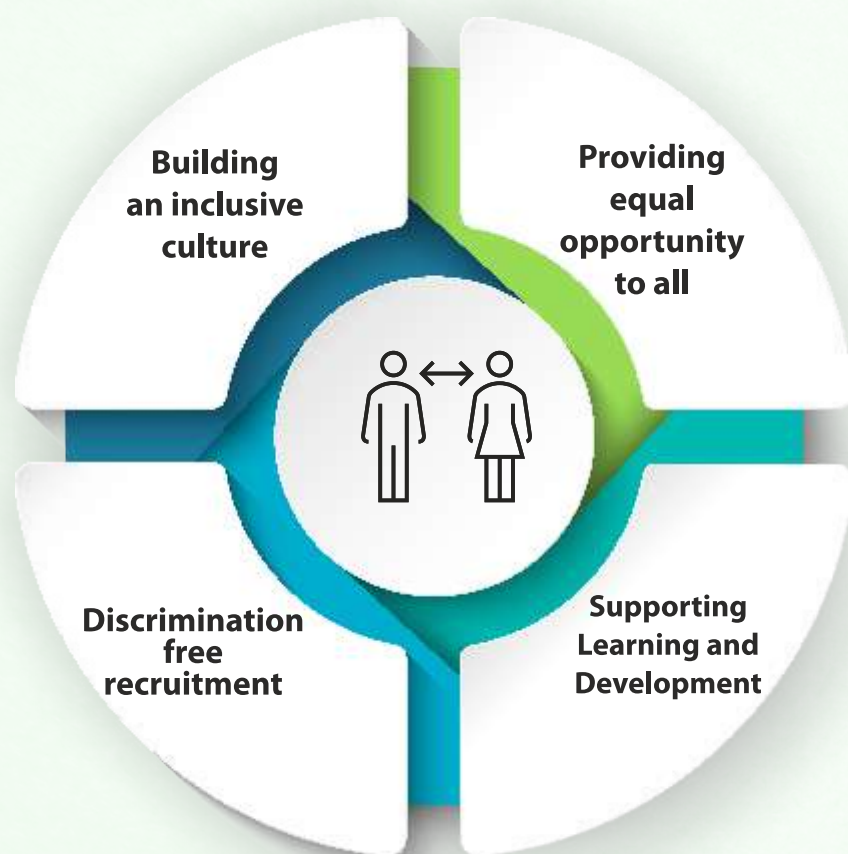 Building
an inclusive
culture
Providing
equal
opportunity
to all
Discrimination
free
recruitment
Supporting
Learning and
Development